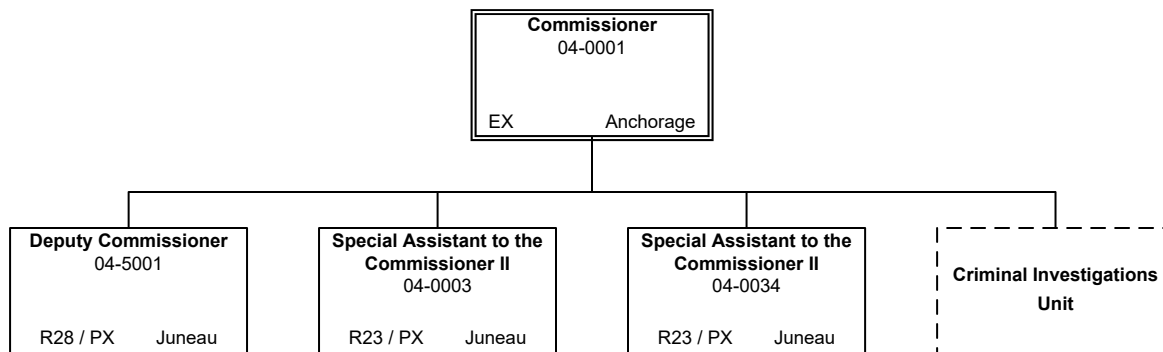 Commissioner
04-0001
EX Anchorage
Deputy Commissioner
04-5001
R28 / PX Juneau
Special Assistant to the
Commissioner II
04-0003
R23 / PX Juneau
Special Assistant to the
Commissioner II
04-0034
R23 / PX Juneau
Criminal Investigations
Unit